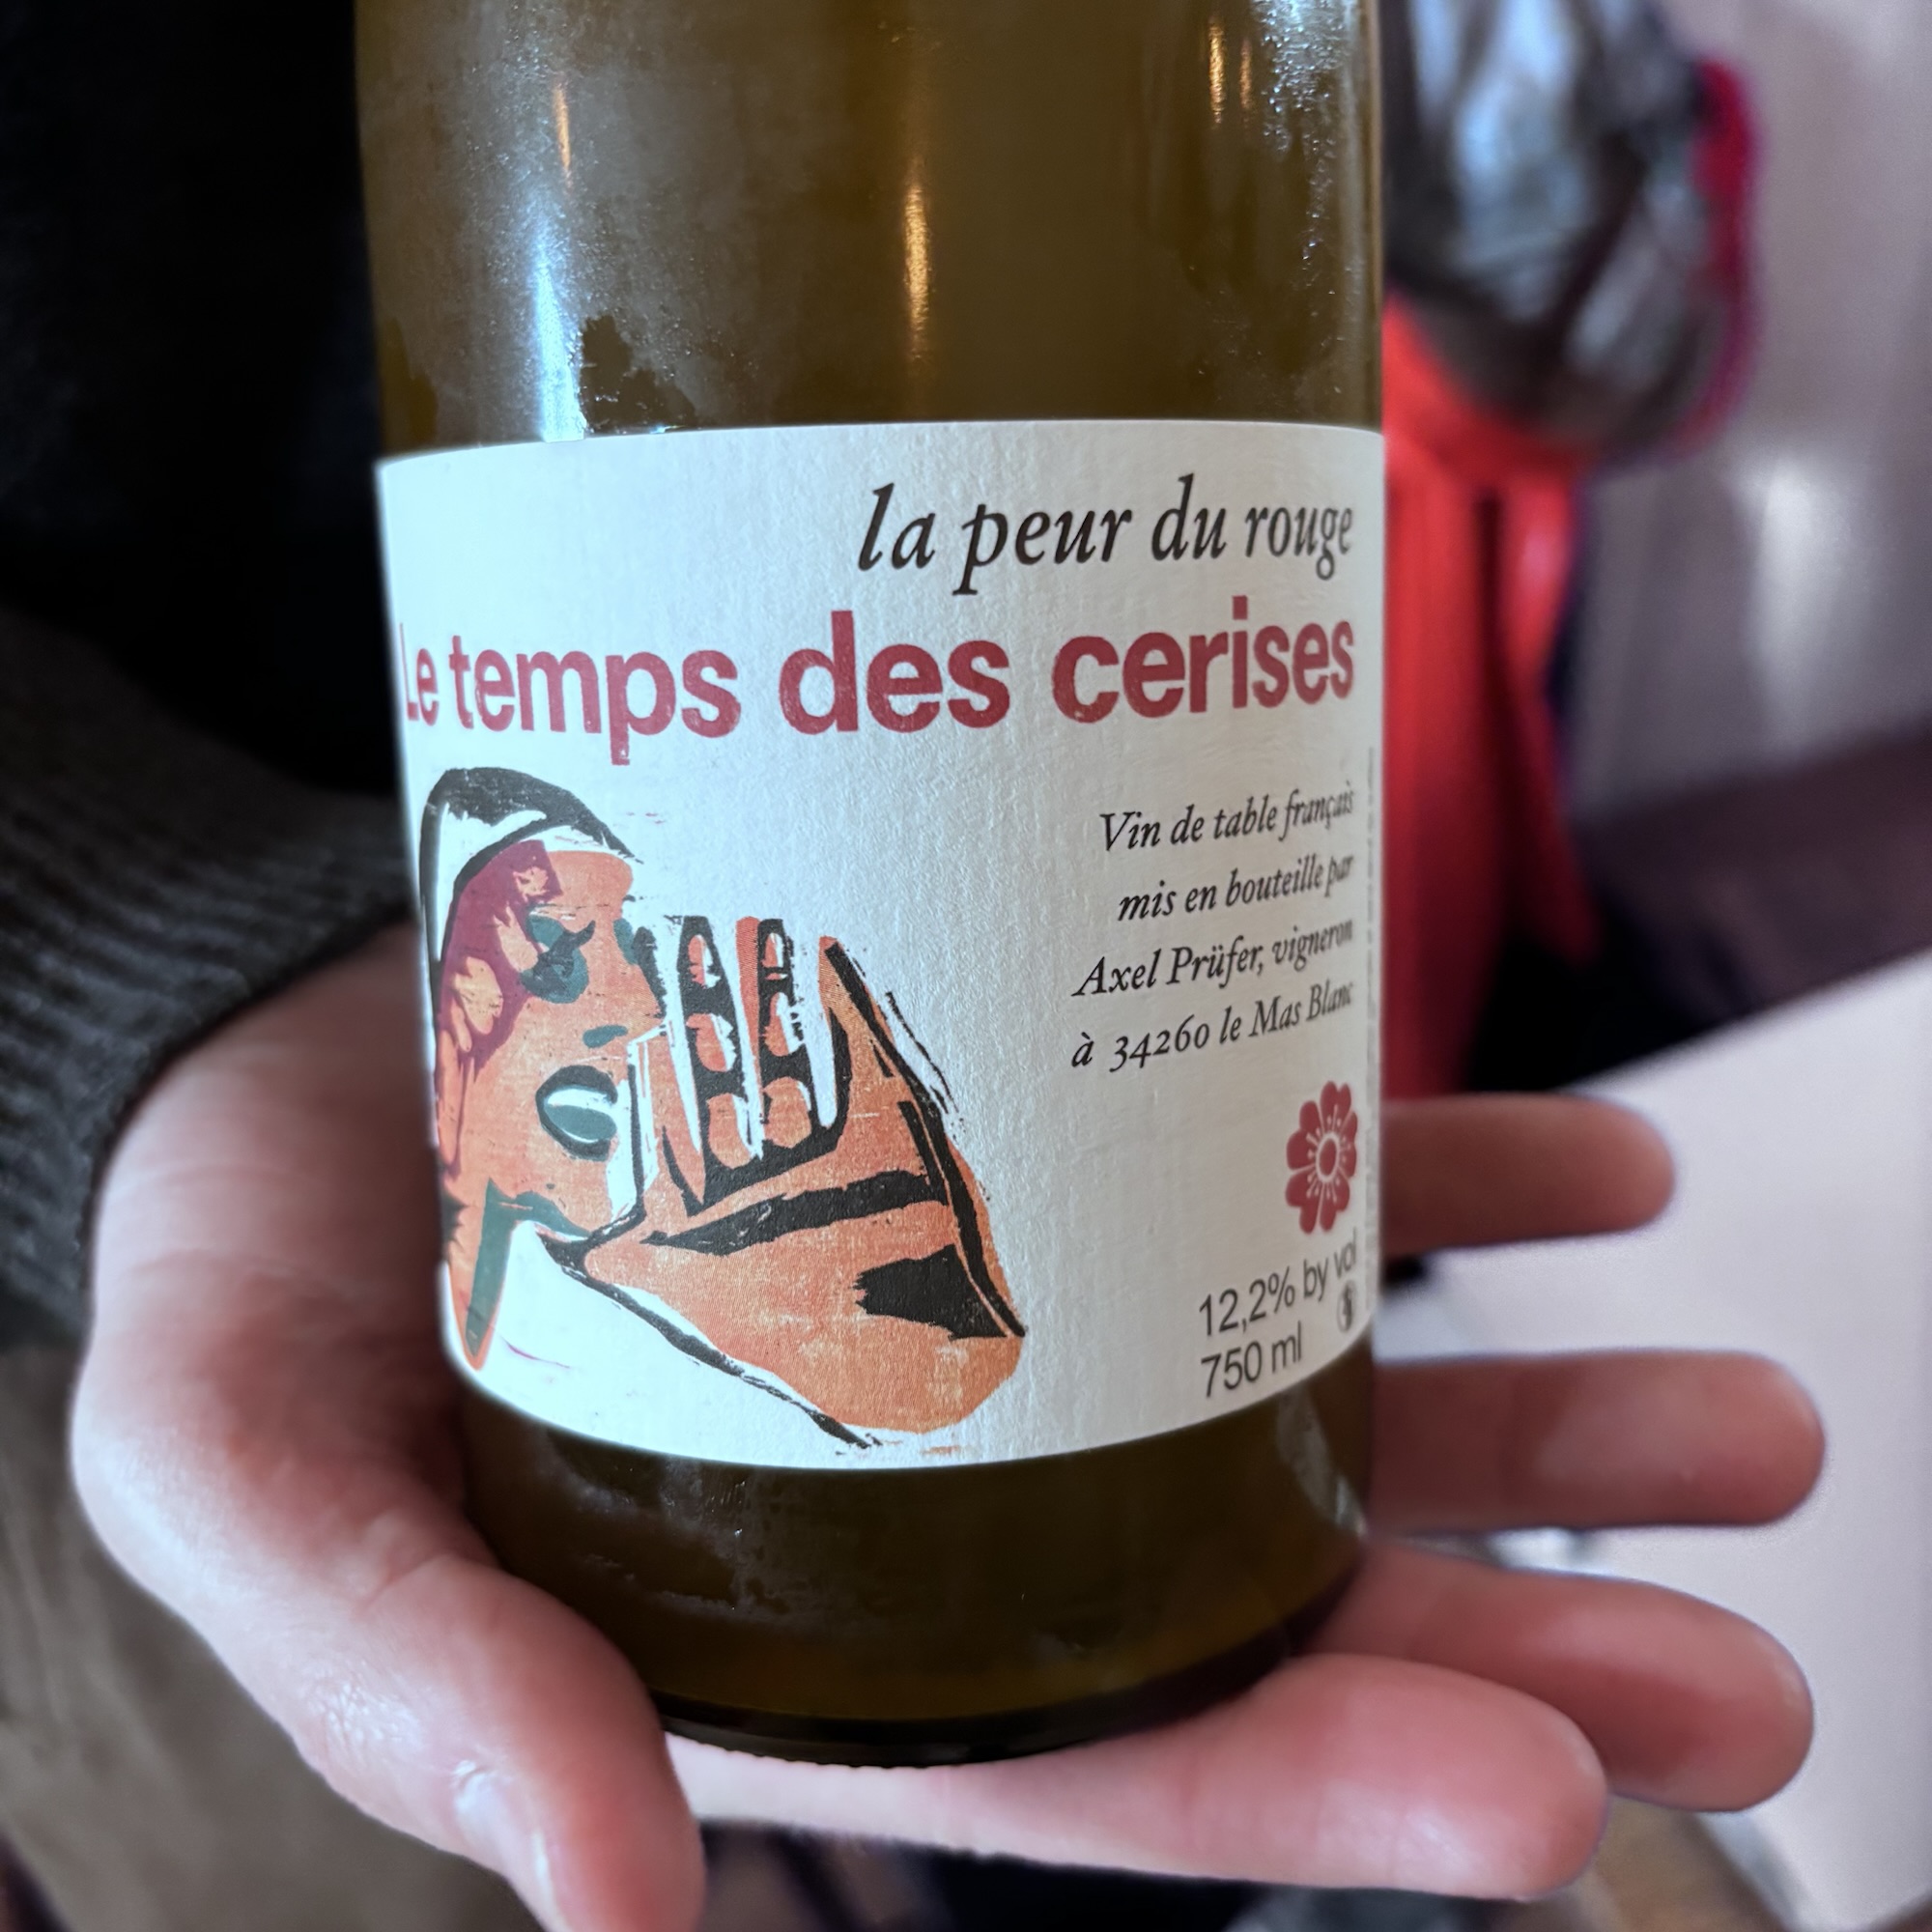 la peur du rouge
Le temps des cerises
Vin de table français
mis en bouteille par
Axel Prüfer, vigneron
à 34260 le Mas Blanc
12,2% by vol
750 ml